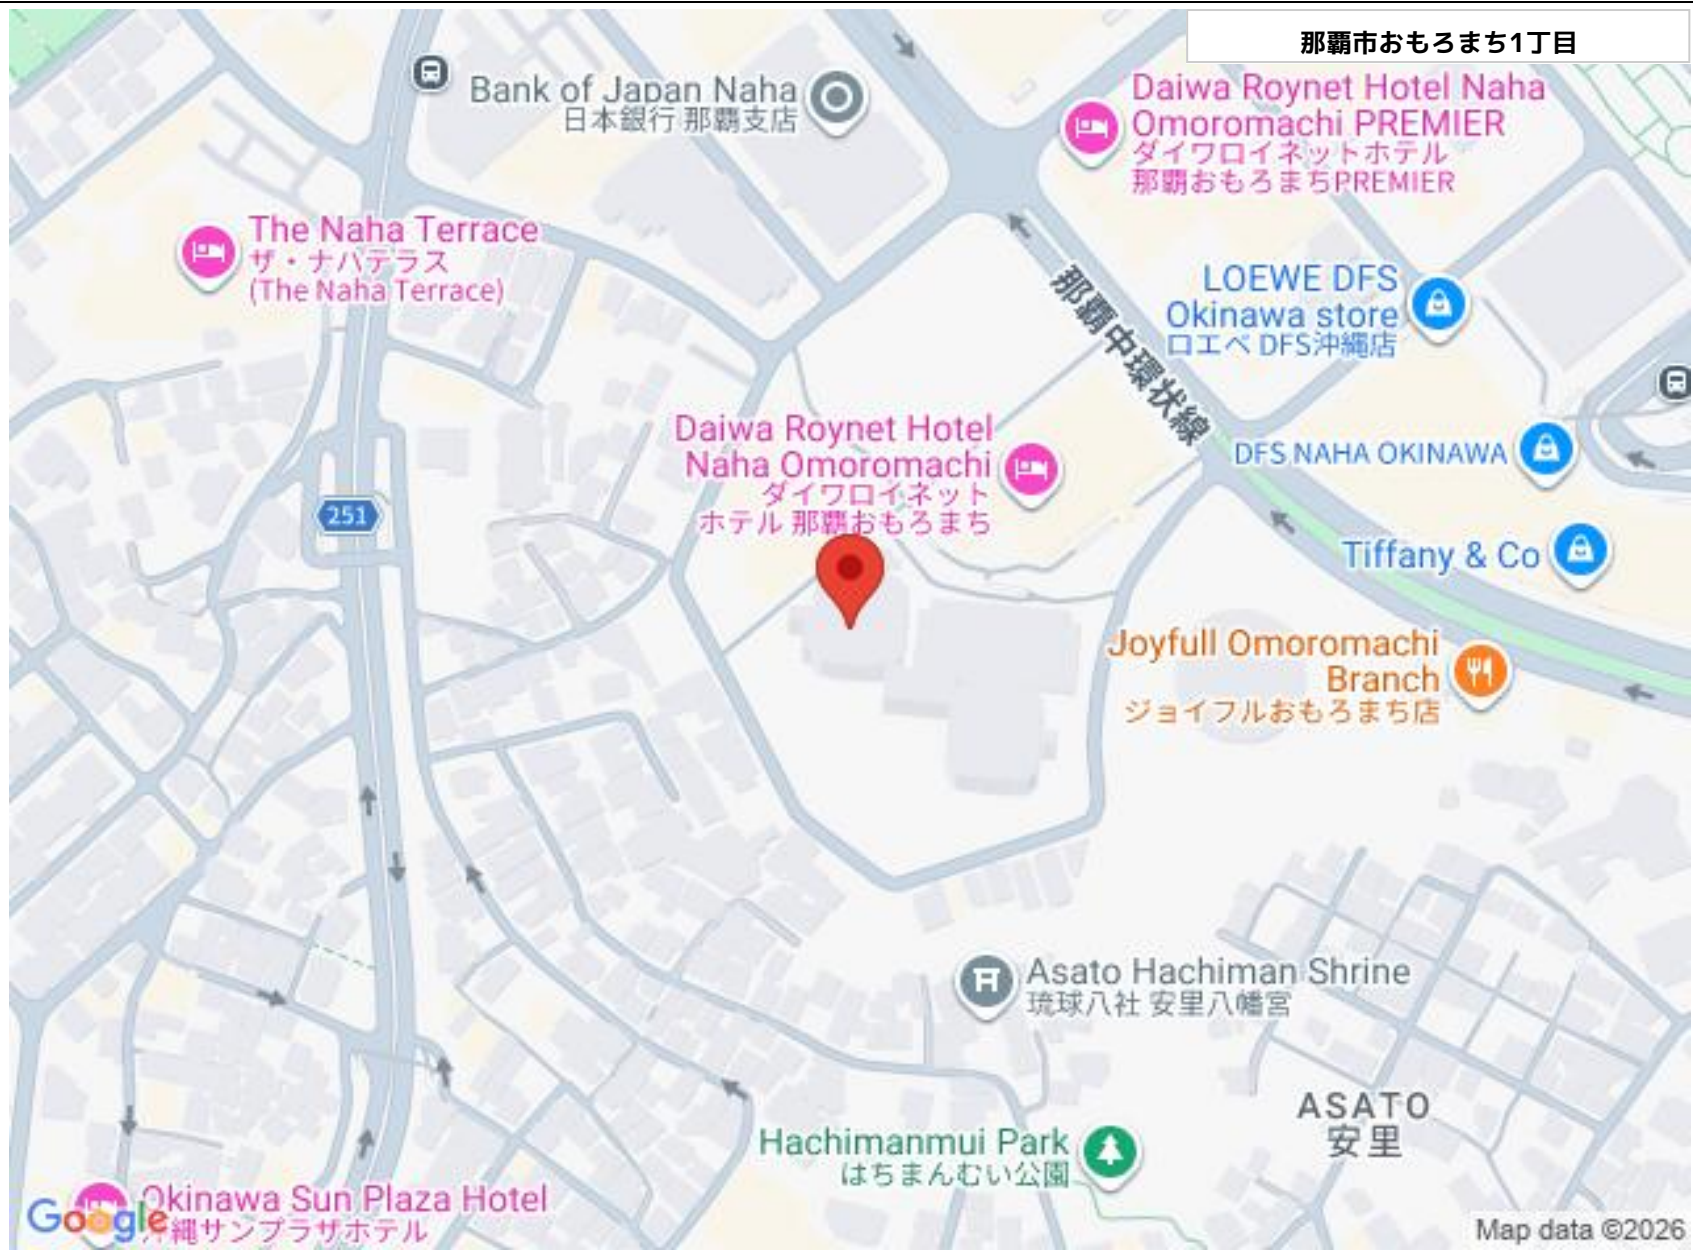 那覇市おもろまち1丁目
Bank of Japan Naha
日本銀行 那覇支店
Daiwa Roynet Hotel Naha
Omoromachi PREMIER
ダイワロイネットホテル
那覇おもろまちPREMIER
The Naha Terrace
ザ・ナハテラス
(The Naha Terrace)
那覇中環状線
LOEWE DFS
Okinawa store
ロエベ DFS沖縄店
Daiwa Roynet Hotel
Naha Omoromachi
ダイワロイネット
ホテル 那覇おもろまち
DFS NAHA OKINAWA
251
Tiffany & Co
Joyfull Omoromachi
Branch
ジョイフルおもろまち店
Asato Hachiman Shrine
琉球八社 安里八幡宮
ASATO
安里
Hachimanmui Park
はちまんむい公園
Okinawa Sun Plaza Hotel
沖縄サンプラザホテル
Google
Map data ©2026